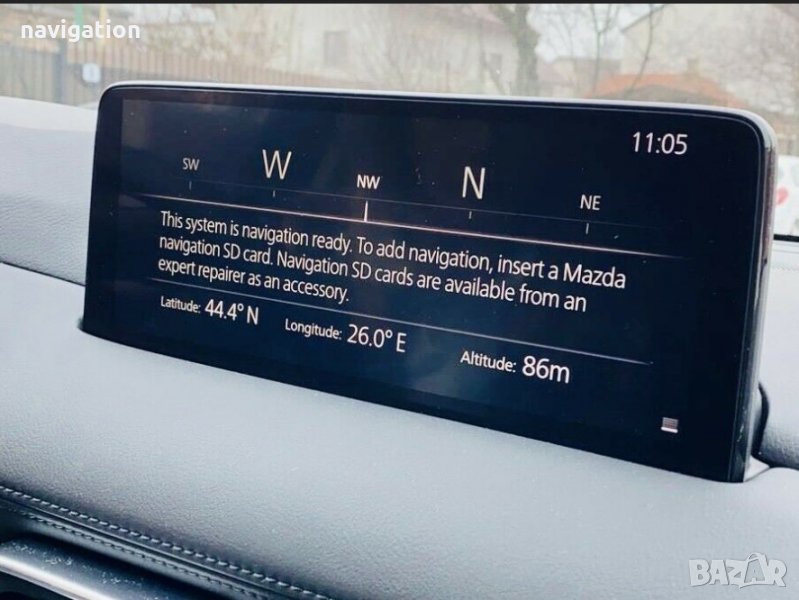 navigation
11:05
SW W NW N NE
This system is navigation ready. To add navigation, insert a Mazda
navigation SD card. Navigation SD cards are available from an
expert repairer as an accessory.
Latitude: 44.4° N Longitude: 26.0° E Altitude: 86m
BAZAR